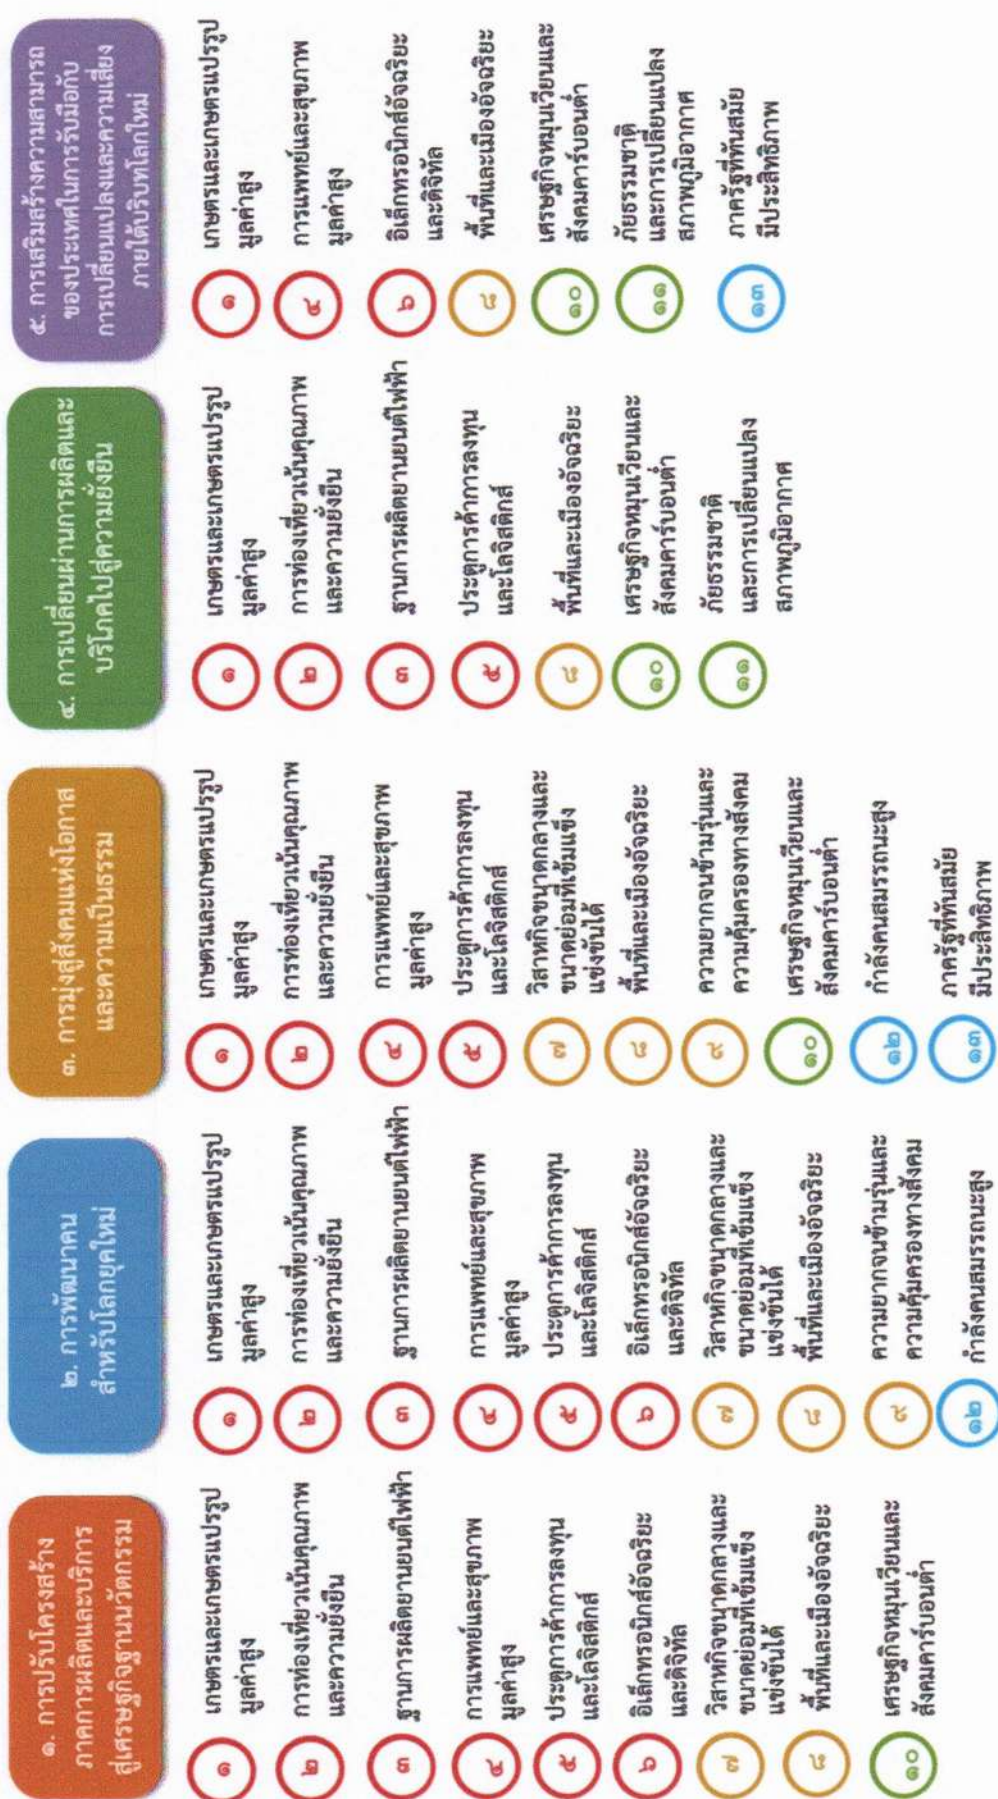 ๑. การปรับโครงสร้าง
ภาคการผลิตและบริการ
สู่เศรษฐกิจฐานนวัตกรรม
๑
เกษตรและเกษตรแปรรูป
มูลค่าสูง
๒
การท่องเที่ยวเน้นคุณภาพ
และความยั่งยืน
๓
ฐานการผลิตยานยนต์ไฟฟ้า
๔
การแพทย์และสุขภาพ
มูลค่าสูง
๕
ประตูการค้าการลงทุน
และโลจิสติกส์
๖
อิเล็กทรอนิกส์อัจฉริยะ
และดิจิทัล
๗
วิสาหกิจขนาดกลางและ
ขนาดย่อมที่เข้มแข็ง
แข่งขันได้
๘
พื้นที่และเมืองอัจฉริยะ
๑๐
เศรษฐกิจหมุนเวียนและ
สังคมคาร์บอนต่ำ
๒. การพัฒนาคน
สำหรับโลกยุคใหม่
๑
เกษตรและเกษตรแปรรูป
มูลค่าสูง
๒
การท่องเที่ยวเน้นคุณภาพ
และความยั่งยืน
๓
ฐานการผลิตยานยนต์ไฟฟ้า
๔
การแพทย์และสุขภาพ
มูลค่าสูง
๕
ประตูการค้าการลงทุน
และโลจิสติกส์
๖
อิเล็กทรอนิกส์อัจฉริยะ
และดิจิทัล
๗
วิสาหกิจขนาดกลางและ
ขนาดย่อมที่เข้มแข็ง
แข่งขันได้
๘
พื้นที่และเมืองอัจฉริยะ
๙
ความยากจนข้ามรุ่นและ
ความคุ้มครองทางสังคม
๑๒
กำลังคนสมรรถนะสูง
๓. การมุ่งสู่สังคมแห่งโอกาส
และความเป็นธรรม
๑
เกษตรและเกษตรแปรรูป
มูลค่าสูง
๒
การท่องเที่ยวเน้นคุณภาพ
และความยั่งยืน
๔
การแพทย์และสุขภาพ
มูลค่าสูง
๕
ประตูการค้าการลงทุน
และโลจิสติกส์
๗
วิสาหกิจขนาดกลางและ
ขนาดย่อมที่เข้มแข็ง
แข่งขันได้
๘
พื้นที่และเมืองอัจฉริยะ
๙
ความยากจนข้ามรุ่นและ
ความคุ้มครองทางสังคม
๑๐
เศรษฐกิจหมุนเวียนและ
สังคมคาร์บอนต่ำ
๑๒
กำลังคนสมรรถนะสูง
๑๓
ภาครัฐที่ทันสมัย
มีประสิทธิภาพ
๔. การเปลี่ยนผ่านการผลิตและ
บริโภคไปสู่ความยั่งยืน
๑
เกษตรและเกษตรแปรรูป
มูลค่าสูง
๒
การท่องเที่ยวเน้นคุณภาพ
และความยั่งยืน
๓
ฐานการผลิตยานยนต์ไฟฟ้า
๕
ประตูการค้าการลงทุน
และโลจิสติกส์
๘
พื้นที่และเมืองอัจฉริยะ
๑๐
เศรษฐกิจหมุนเวียนและ
สังคมคาร์บอนต่ำ
๑๑
ภัยธรรมชาติ
และการเปลี่ยนแปลง
สภาพภูมิอากาศ
๕. การเสริมสร้างความสามารถ
ของประเทศในการรับมือกับ
การเปลี่ยนแปลงและความเสี่ยง
ภายใต้บริบทโลกใหม่
๑
เกษตรและเกษตรแปรรูป
มูลค่าสูง
๔
การแพทย์และสุขภาพ
มูลค่าสูง
๖
อิเล็กทรอนิกส์อัจฉริยะ
และดิจิทัล
๘
พื้นที่และเมืองอัจฉริยะ
๑๐
เศรษฐกิจหมุนเวียนและ
สังคมคาร์บอนต่ำ
๑๑
ภัยธรรมชาติ
และการเปลี่ยนแปลง
สภาพภูมิอากาศ
๑๓
ภาครัฐที่ทันสมัย
มีประสิทธิภาพ